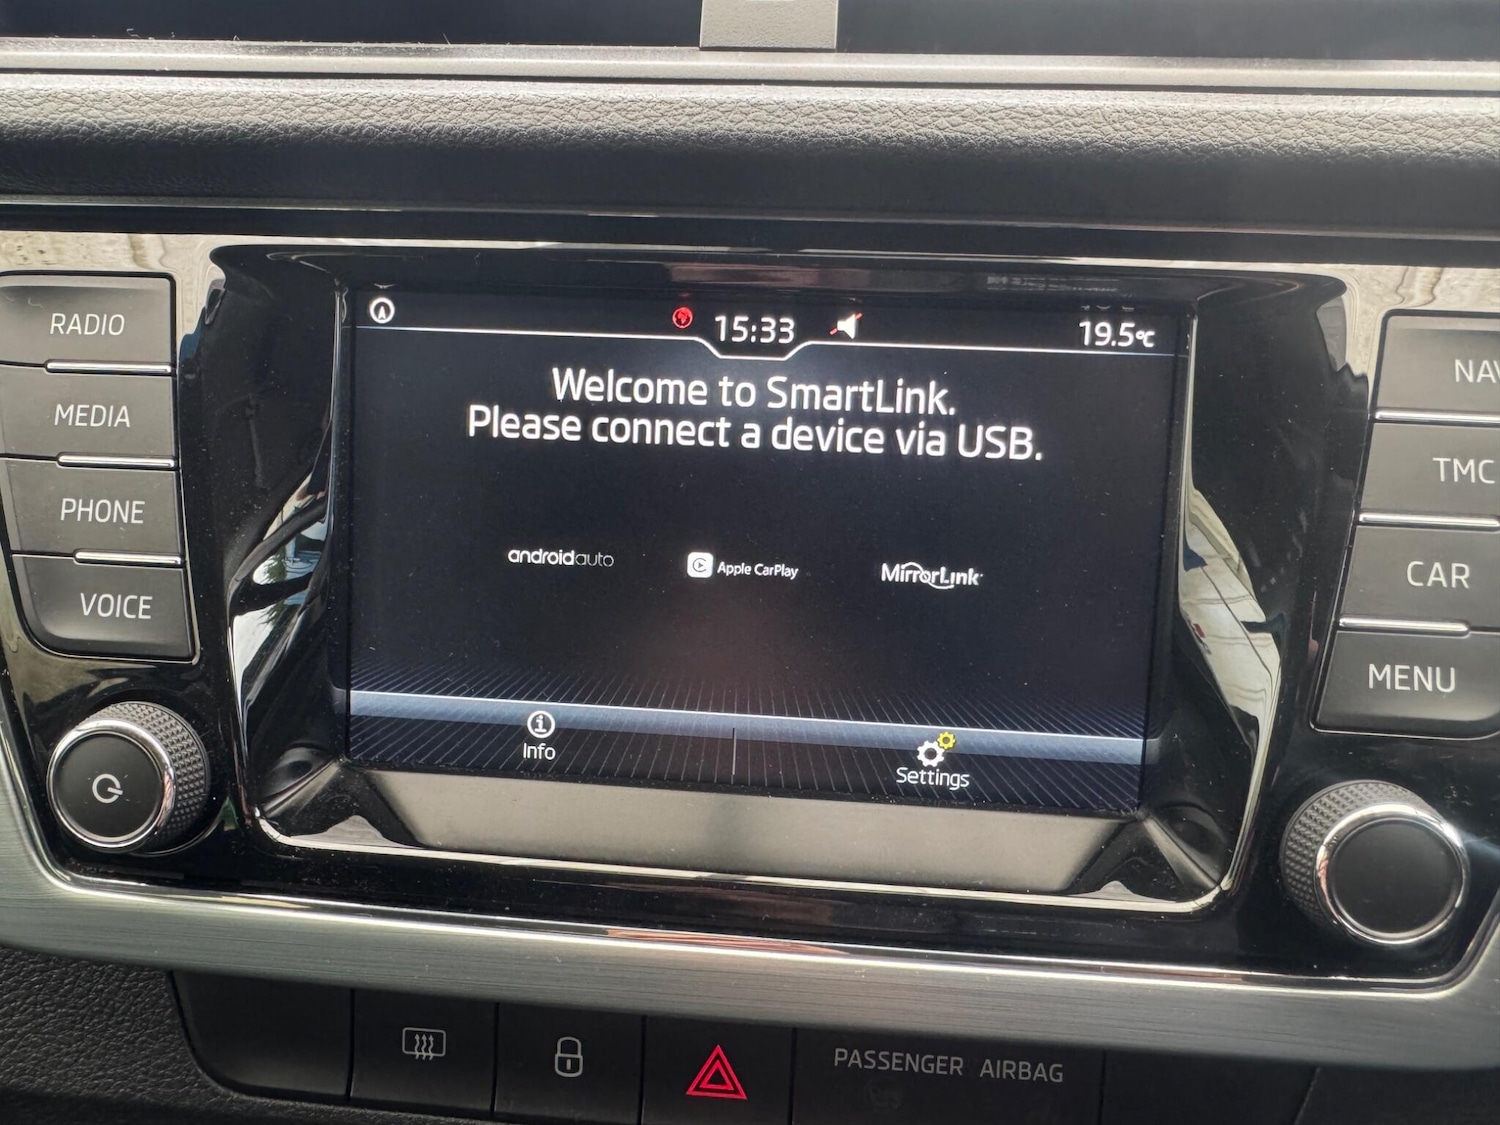 15:33
19.5°C
Welcome to SmartLink.
Please connect a device via USB.
androidauto
Apple CarPlay
MirrorLink
Info
Settings
RADIO
MEDIA
PHONE
VOICE
TMC
CAR
MENU
PASSENGER AIRBAG